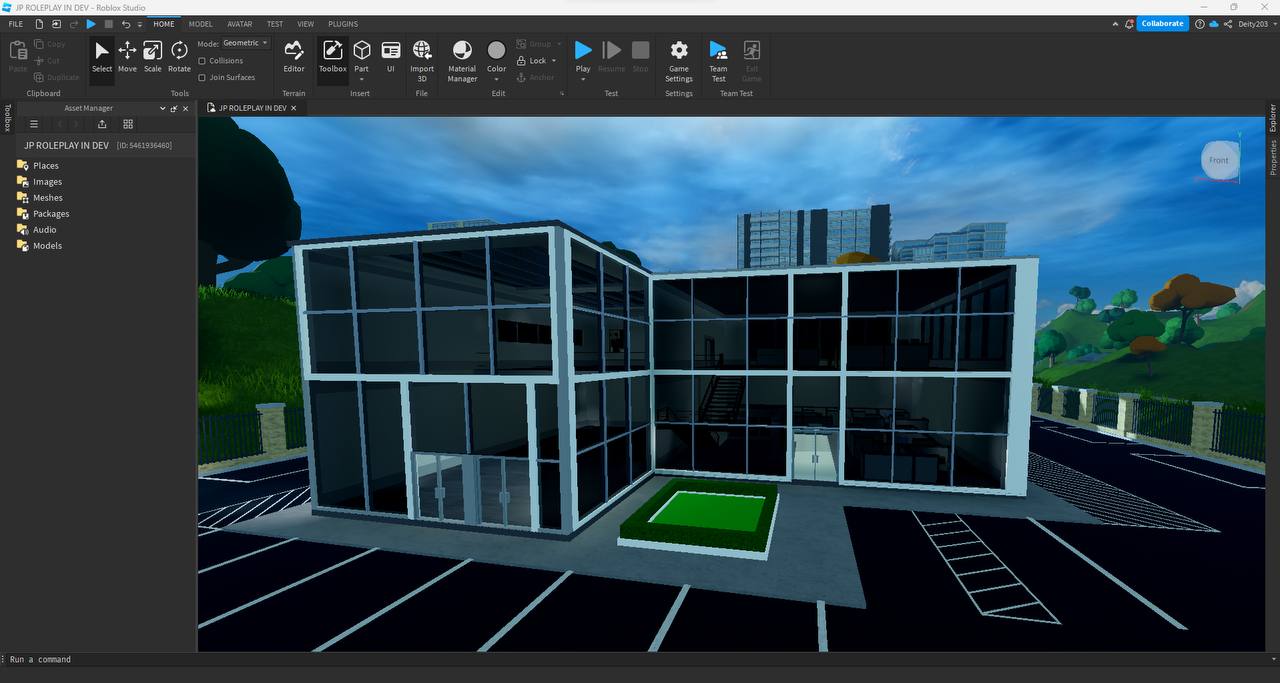 JP ROLEPLAY IN DEV - Roblox Studio
FILE HOME MODEL AVATAR TEST VIEW PLUGINS Collaborate Deity203
Paste Copy Cut Duplicate
Clipboard
Select Move Scale Rotate
Mode: Geometric
Collisions
Join Surfaces
Tools
Editor
Terrain
Toolbox Part UI
Insert
Import 3D
File
Material Manager Color Group Lock Anchor
Edit
Play Resume Stop
Test
Game Settings
Settings
Team Test Exit Game
Team Test
Toolbox
Asset Manager
JP ROLEPLAY IN DEV [ID: 5461936460]
Places
Images
Meshes
Packages
Audio
Models
JP ROLEPLAY IN DEV
Y
Front
Explorer
Properties
Run a command